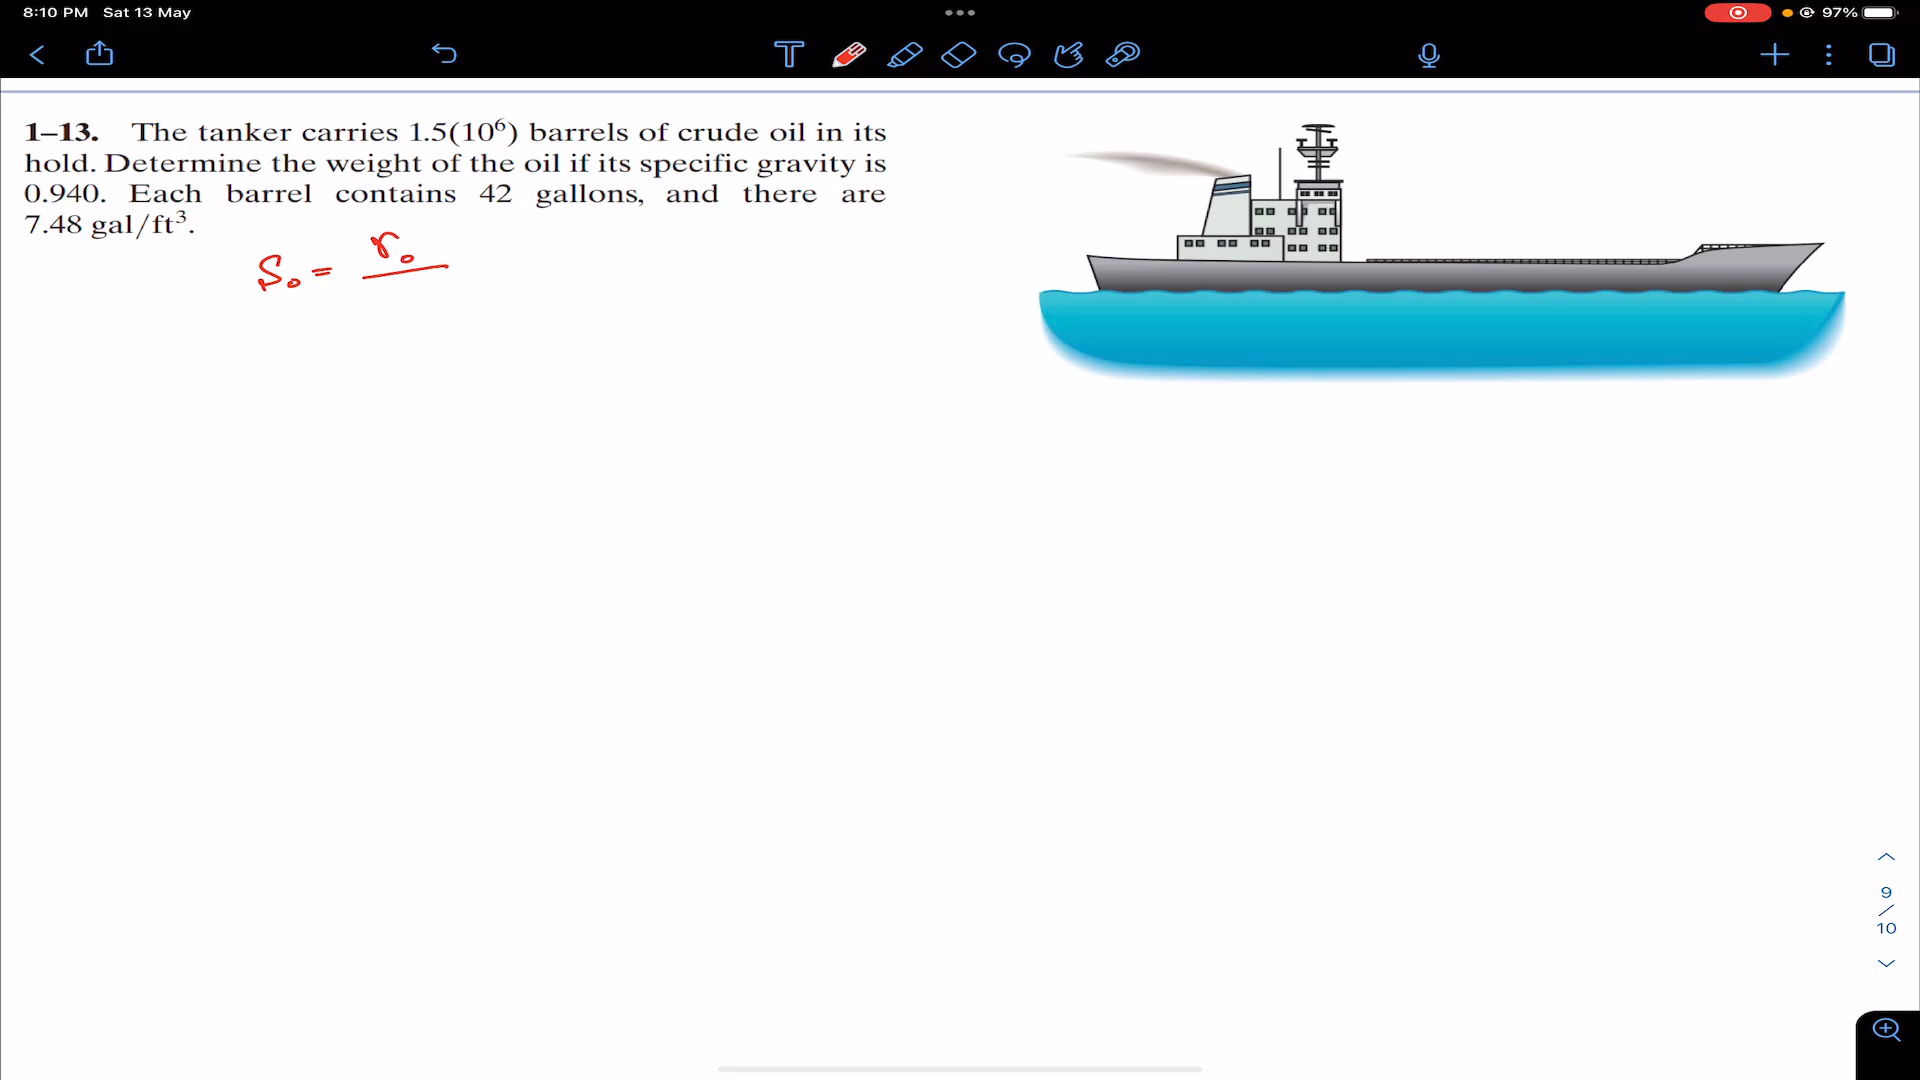 8:10 PM Sat 13 May
97%
1–13. The tanker carries 1.5(10⁶) barrels of crude oil in its
hold. Determine the weight of the oil if its specific gravity is
0.940. Each barrel contains 42 gallons, and there are
7.48 gal/ft³.
S₀ = γ₀
9
/
10